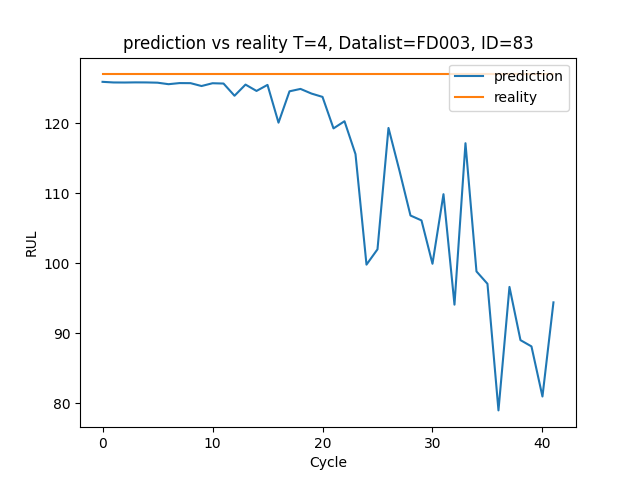 prediction vs reality T=4, Datalist=FD003, ID=83
prediction
reality
RUL
120
110
100
90
80
0 10 20 30 40
Cycle